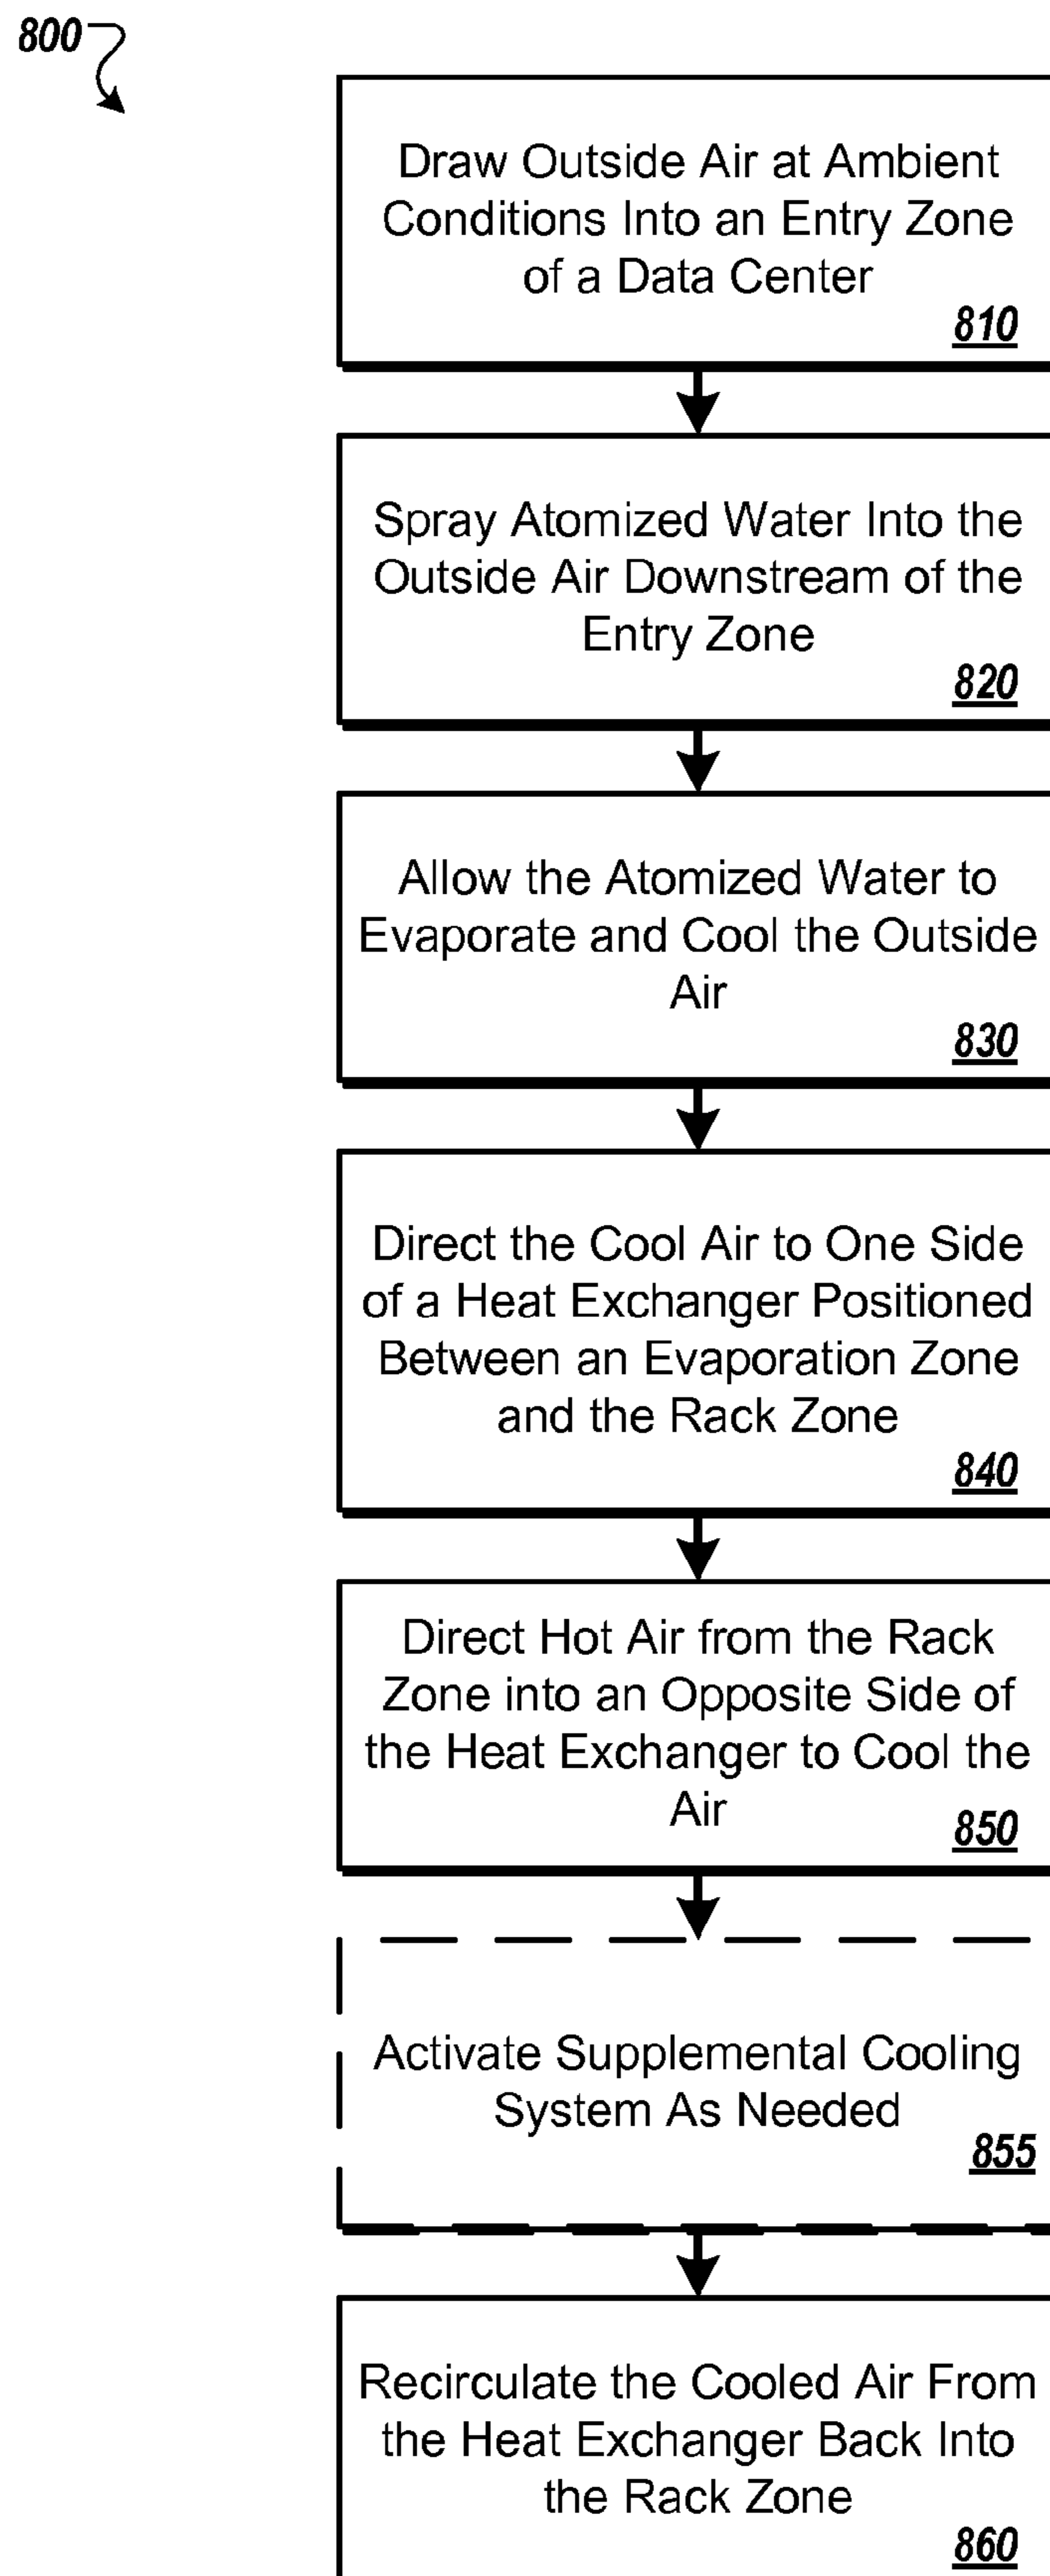 800
Draw Outside Air at Ambient
Conditions Into an Entry Zone
of a Data Center
810
Spray Atomized Water Into the
Outside Air Downstream of the
Entry Zone
820
Allow the Atomized Water to
Evaporate and Cool the Outside
Air
830
Direct the Cool Air to One Side
of a Heat Exchanger Positioned
Between an Evaporation Zone
and the Rack Zone
840
Direct Hot Air from the Rack
Zone into an Opposite Side of
the Heat Exchanger to Cool the
Air
850
Activate Supplemental Cooling
System As Needed
855
Recirculate the Cooled Air From
the Heat Exchanger Back Into
the Rack Zone
860